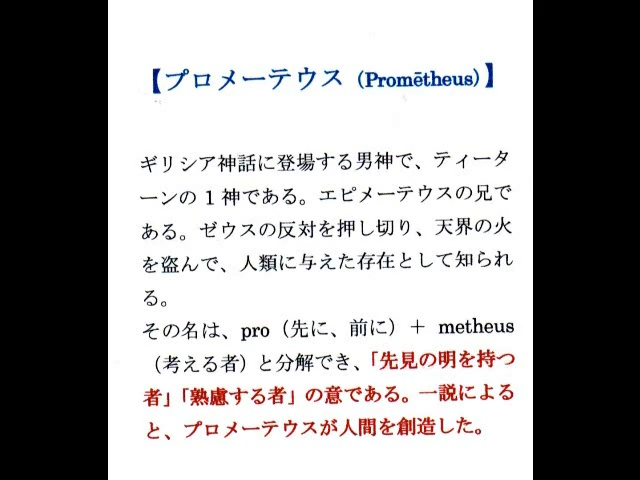 【プロメーテウス（Promētheus）】
ギリシア神話に登場する男神で、ティータ
ーンの 1 神である。エピメーテウスの兄で
ある。ゼウスの反対を押し切り、天界の火
を盗んで、人類に与えた存在として知られ
る。
その名は、pro（先に、前に）＋ metheus
（考える者）と分解でき、「先見の明を持つ
者」「熟慮する者」の意である。一説による
と、プロメーテウスが人間を創造した。